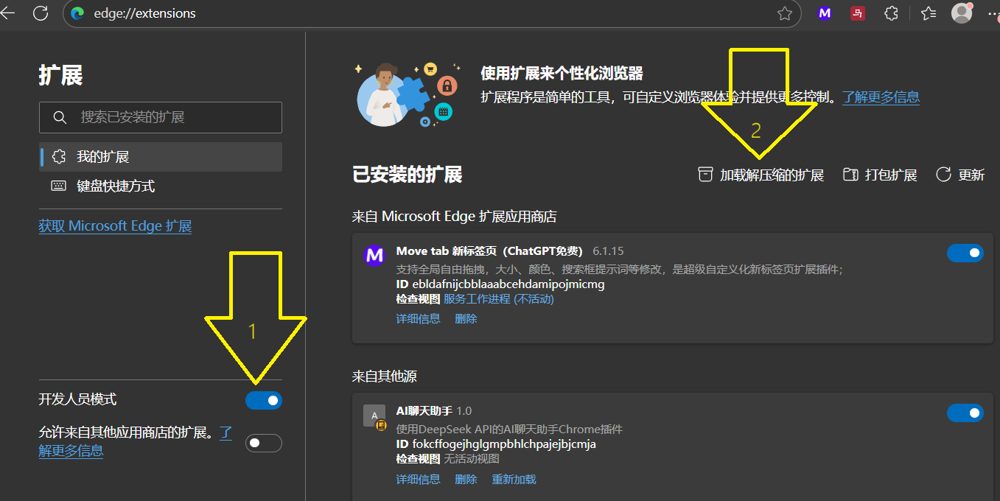 edge://extensions
扩展
搜索已安装的扩展
我的扩展
键盘快捷方式
获取 Microsoft Edge 扩展
1
开发人员模式
允许来自其他应用商店的扩展。了
解更多信息
使用扩展来个性化浏览器
扩展程序是简单的工具，可自定义浏览器体验并提供更多控制。了解更多信息
2
已安装的扩展
加载解压缩的扩展 打包扩展 更新
来自 Microsoft Edge 扩展应用商店
M
Move tab 新标签页（ChatGPT免费） 6.1.15
支持全局自由拖拽，大小、颜色、搜索框提示词等修改，是超级自定义化新标签页扩展插件；
ID ebldafnijcbblaaabcehdamipojmicmg
检查视图 服务工作进程 (不活动)
详细信息 删除
来自其他源
A
AI聊天助手 1.0
使用DeepSeek API的AI聊天助手Chrome插件
ID fokcffogejhglgmpbhlchpajejbjcmja
检查视图 无活动视图
详细信息 删除 重新加载